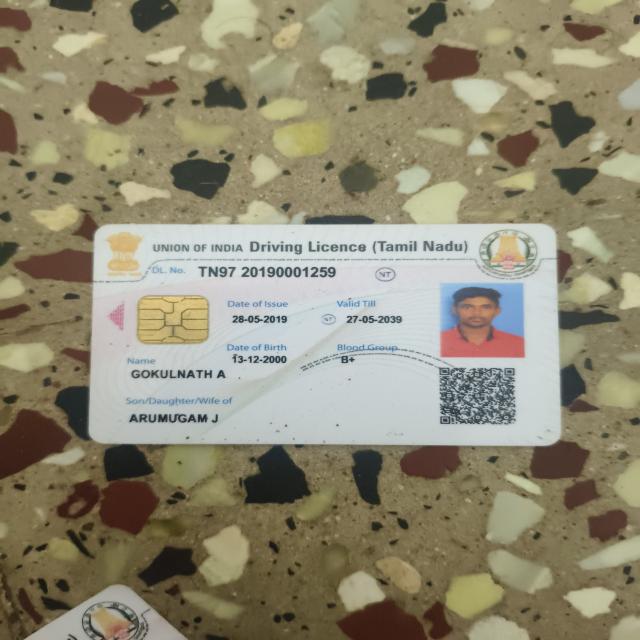 UNION OF INDIA Driving Licence (Tamil Nadu)
DL. No. TN97 20190001259 NT
Date of Issue Valid Till
28-05-2019 NT 27-05-2039
Date of Birth Blood Group
13-12-2000 B+
Name
GOKULNATH A
Son/Daughter/Wife of
ARUMUGAM J